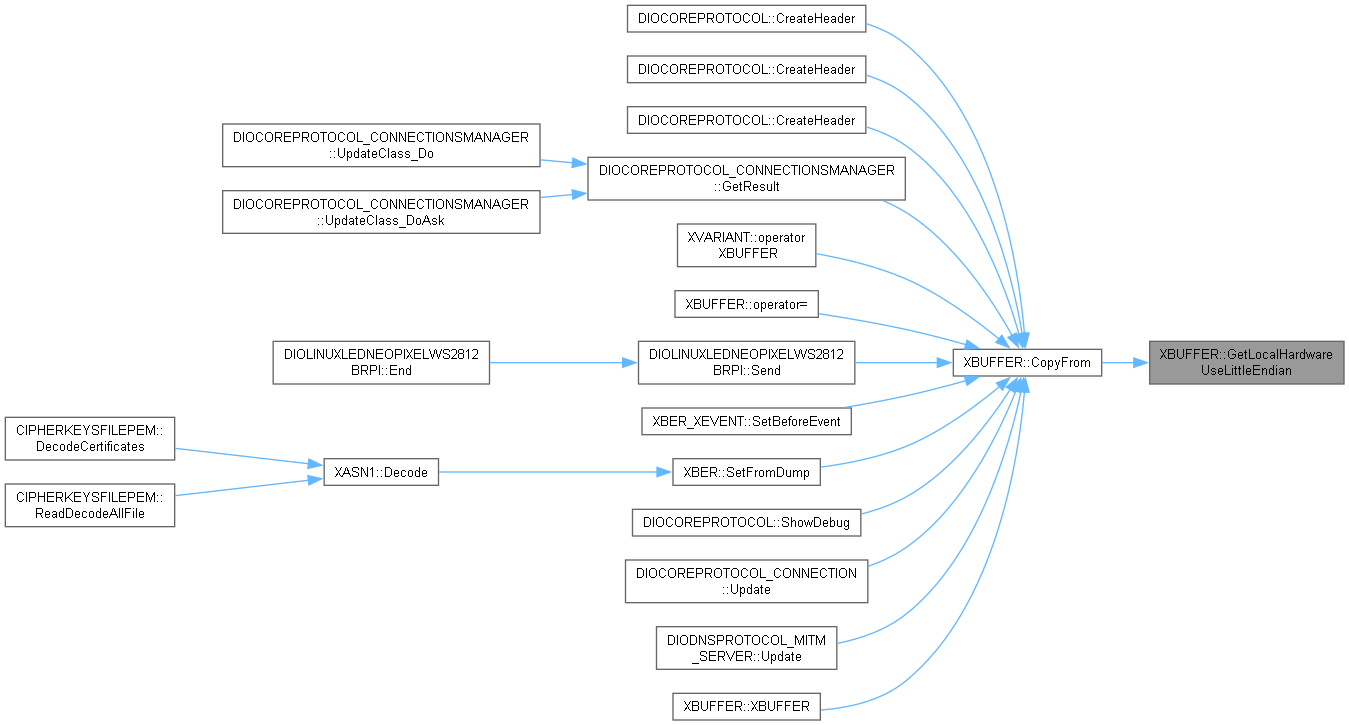 DIOCOREPROTOCOL::CreateHeader
DIOCOREPROTOCOL::CreateHeader
DIOCOREPROTOCOL::CreateHeader
DIOCOREPROTOCOL_CONNECTIONSMANAGER
::UpdateClass_Do
DIOCOREPROTOCOL_CONNECTIONSMANAGER
::GetResult
DIOCOREPROTOCOL_CONNECTIONSMANAGER
::UpdateClass_DoAsk
XVARIANT::operator
XBUFFER
XBUFFER::operator=
DIOLINUXLEDNEOPIXELWS2812
BRPI::End
DIOLINUXLEDNEOPIXELWS2812
BRPI::Send
XBUFFER::CopyFrom
XBUFFER::GetLocalHardware
UseLittleEndian
XBER_XEVENT::SetBeforeEvent
CIPHERKEYSFILEPEM::
DecodeCertificates
XASN1::Decode
XBER::SetFromDump
CIPHERKEYSFILEPEM::
ReadDecodeAllFile
DIOCOREPROTOCOL::ShowDebug
DIOCOREPROTOCOL_CONNECTION
::Update
DIODNSPROTOCOL_MITM
_SERVER::Update
XBUFFER::XBUFFER